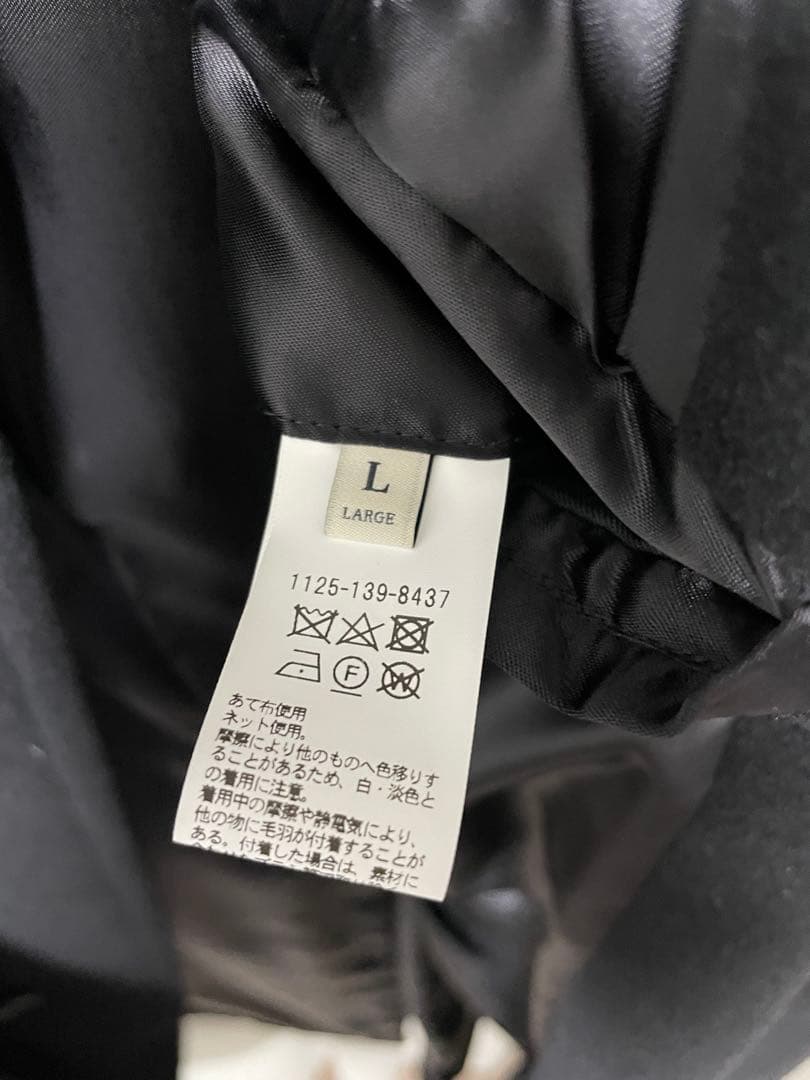 L
LARGE
1125-139-8437
F
W
あて布使用
ネット使用。
摩擦により他のものへ色移りす
ることがあるため、白・淡色と
の着用に注意。
着用中の摩擦や静電気により、
他の物に毛羽が付着することが
ある。付着した場合は、素材に